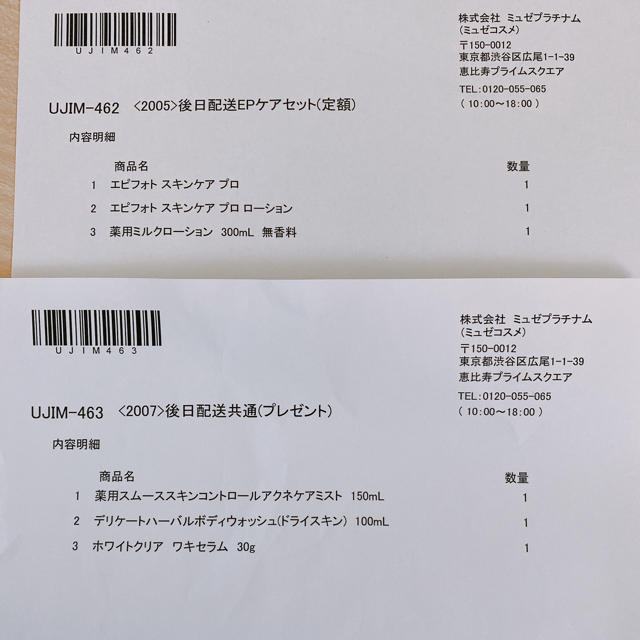 UJIM462
株式会社 ミュゼプラチナム
(ミュゼコスメ)
〒150-0012
東京都渋谷区広尾1-1-39
恵比寿プライムスクエア
TEL:0120-055-065
( 10:00~18:00 )
UJIM-462 <2005>後日配送EPケアセット(定額)
内容明細
商品名 数量
1 エピフォト スキンケア プロ 1
2 エピフォト スキンケア プロ ローション 1
3 薬用ミルクローション 300mL 無香料 1
UJIM463
株式会社 ミュゼプラチナム
(ミュゼコスメ)
〒150-0012
東京都渋谷区広尾1-1-39
恵比寿プライムスクエア
TEL:0120-055-065
( 10:00~18:00 )
UJIM-463 <2007>後日配送共通(プレゼント)
内容明細
商品名 数量
1 薬用スムーススキンコントロールアクネケアミスト 150mL 1
2 デリケートハーバルボディウォッシュ(ドライスキン) 100mL 1
3 ホワイトクリア ワキセラム 30g 1